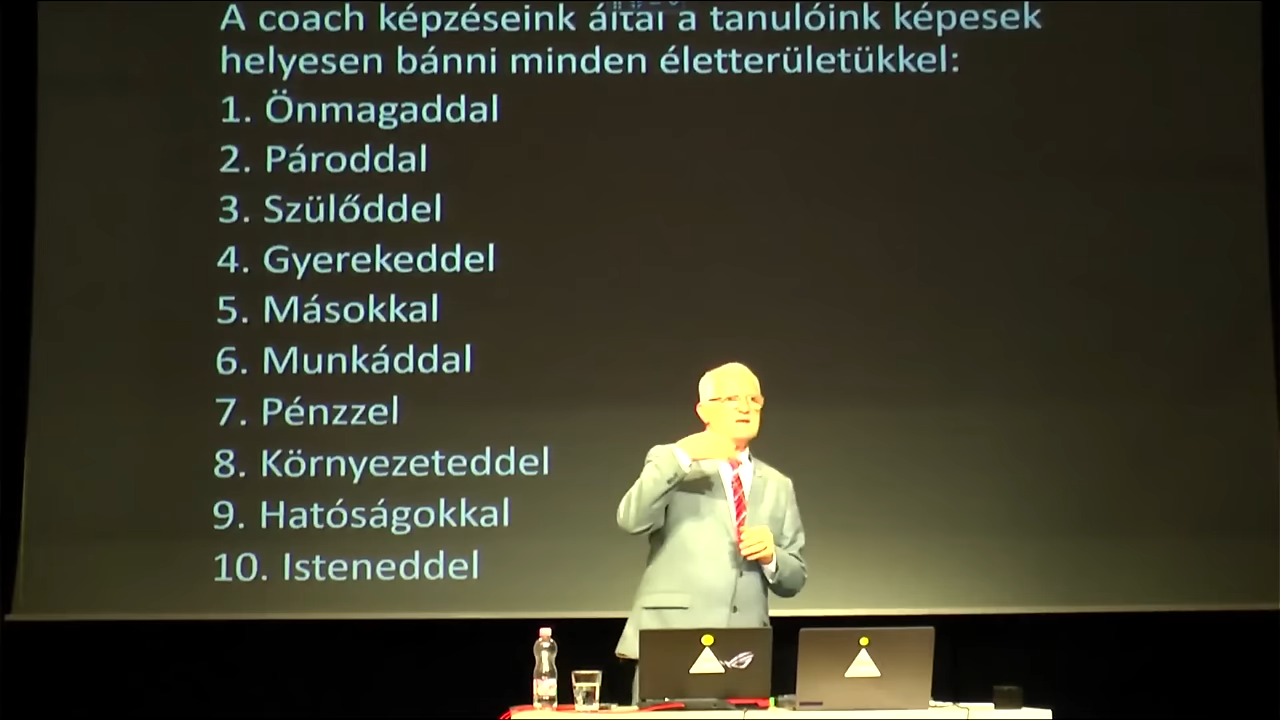 A coach képzéseink által a tanulóink képesek
helyesen bánni minden életterületükkel:
1. Önmagaddal
2. Pároddal
3. Szülőddel
4. Gyerekeddel
5. Másokkal
6. Munkáddal
7. Pénzzel
8. Környezeteddel
9. Hatóságokkal
10. Isteneddel